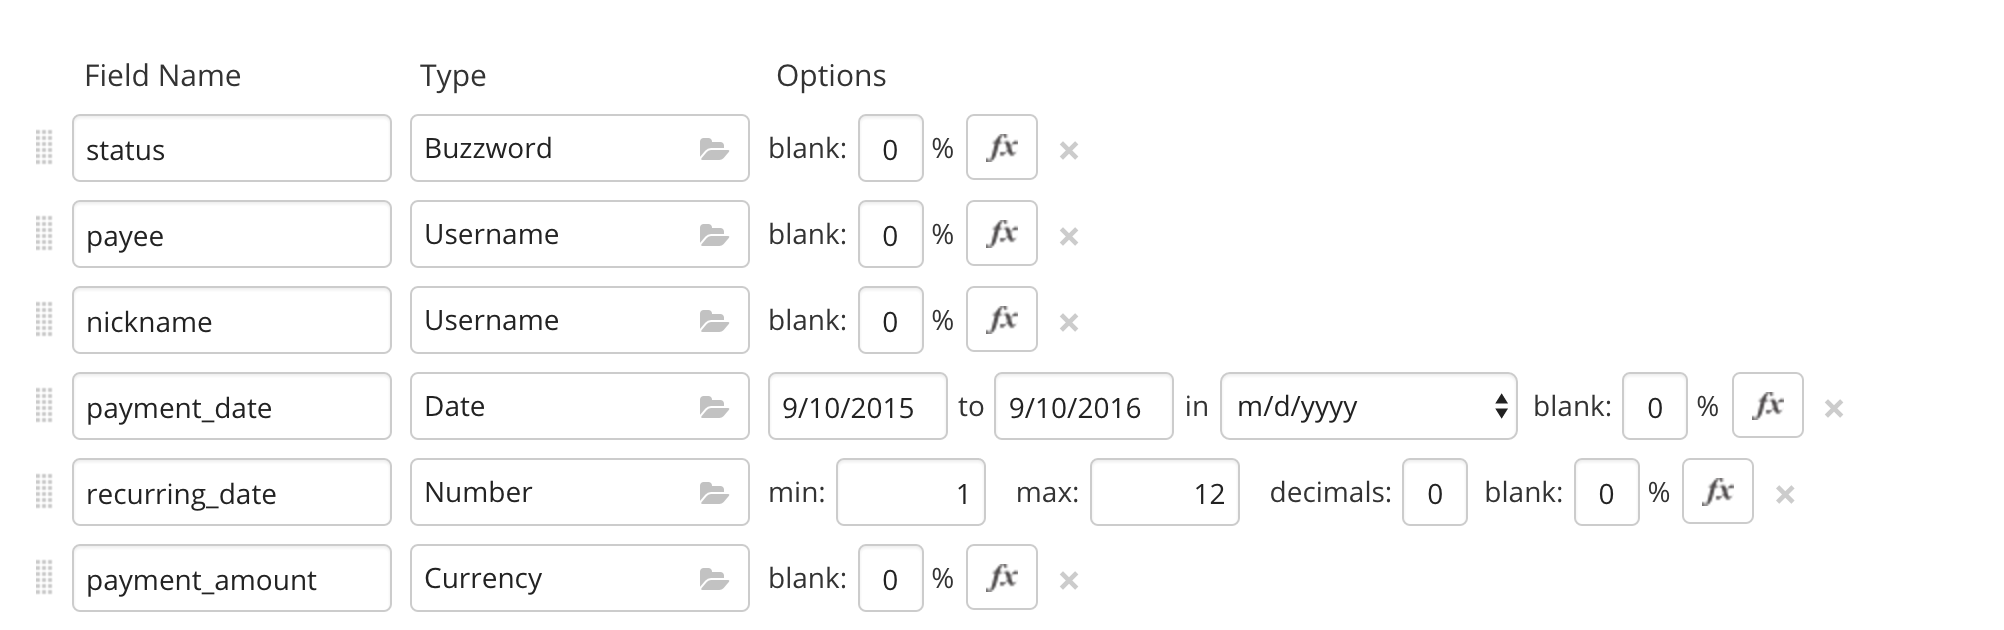 Field Name Type Options
status Buzzword blank: 0 % fx ×
payee Username blank: 0 % fx ×
nickname Username blank: 0 % fx ×
payment_date Date 9/10/2015 to 9/10/2016 in m/d/yyyy blank: 0 % fx ×
recurring_date Number min: 1 max: 12 decimals: 0 blank: 0 % fx ×
payment_amount Currency blank: 0 % fx ×